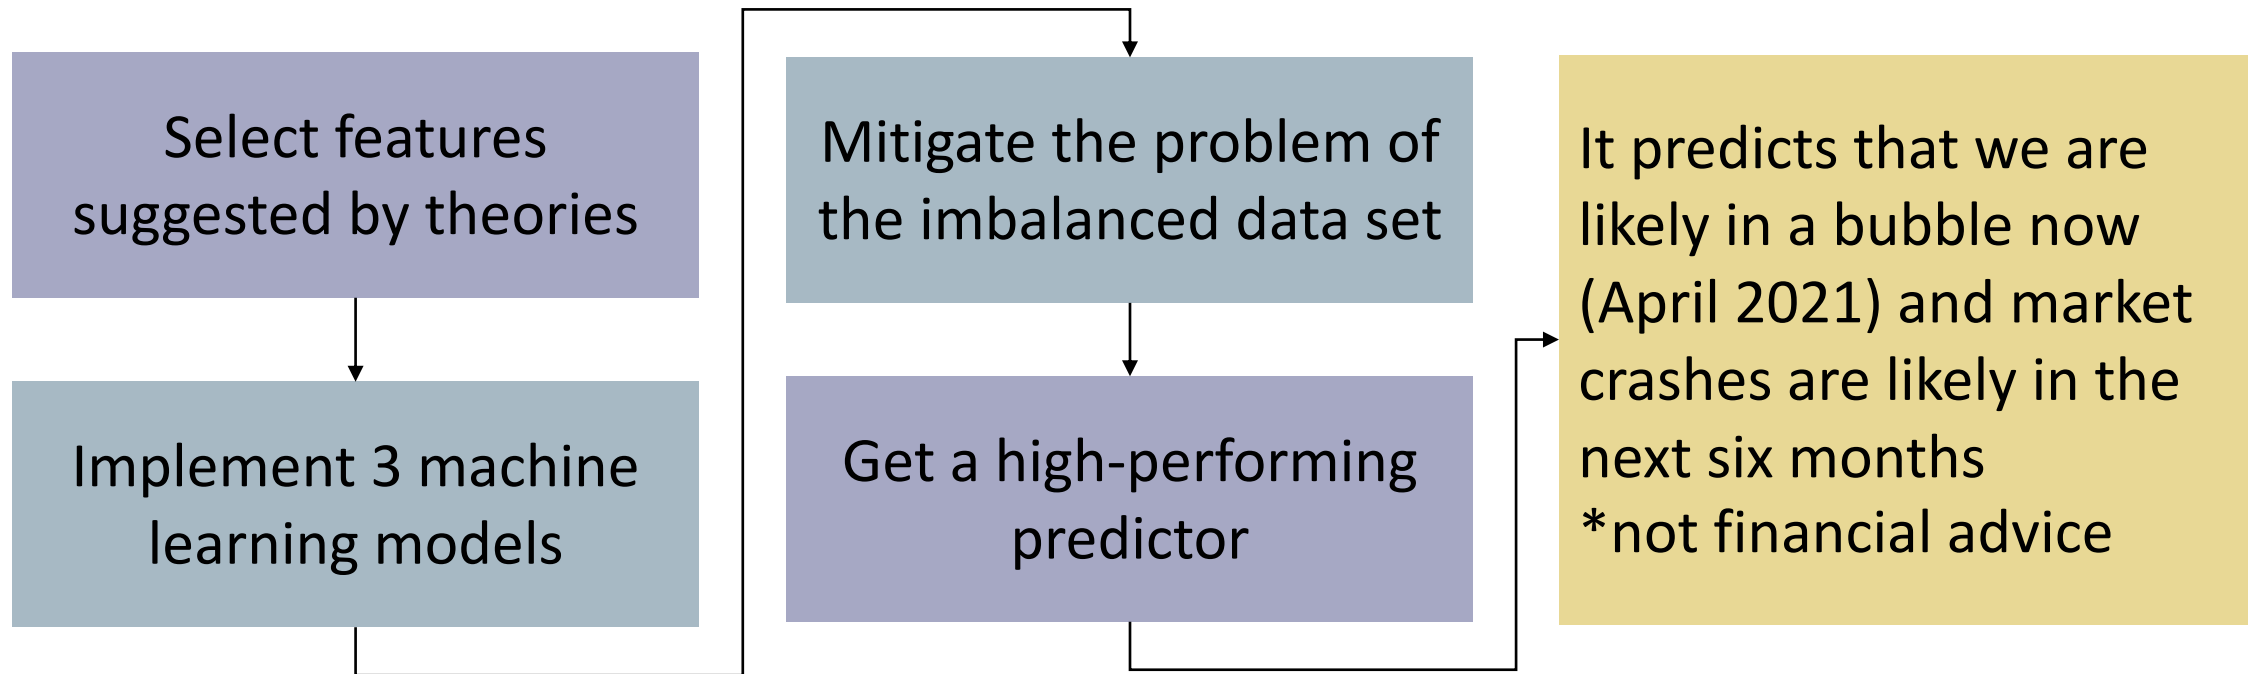 Select features
suggested by theories
Implement 3 machine
learning models
Mitigate the problem of
the imbalanced data set
Get a high-performing
predictor
It predicts that we are
likely in a bubble now
(April 2021) and market
crashes are likely in the
next six months
*not financial advice